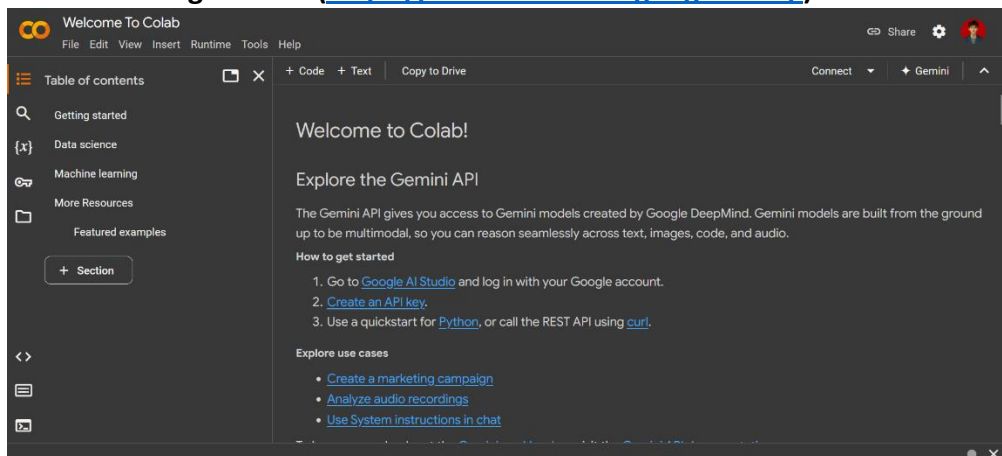 Welcome To Colab
File Edit View Insert Runtime Tools Help
Share
Table of contents
+ Code + Text Copy to Drive
Connect
Gemini
Getting started
Data science
Machine learning
More Resources
Featured examples
+ Section
{x}
Welcome to Colab!
Explore the Gemini API
The Gemini API gives you access to Gemini models created by Google DeepMind. Gemini models are built from the ground
up to be multimodal, so you can reason seamlessly across text, images, code, and audio.
How to get started
1. Go to Google AI Studio and log in with your Google account.
2. Create an API key.
3. Use a quickstart for Python, or call the REST API using curl.
Explore use cases
• Create a marketing campaign
• Analyze audio recordings
• Use System instructions in chat